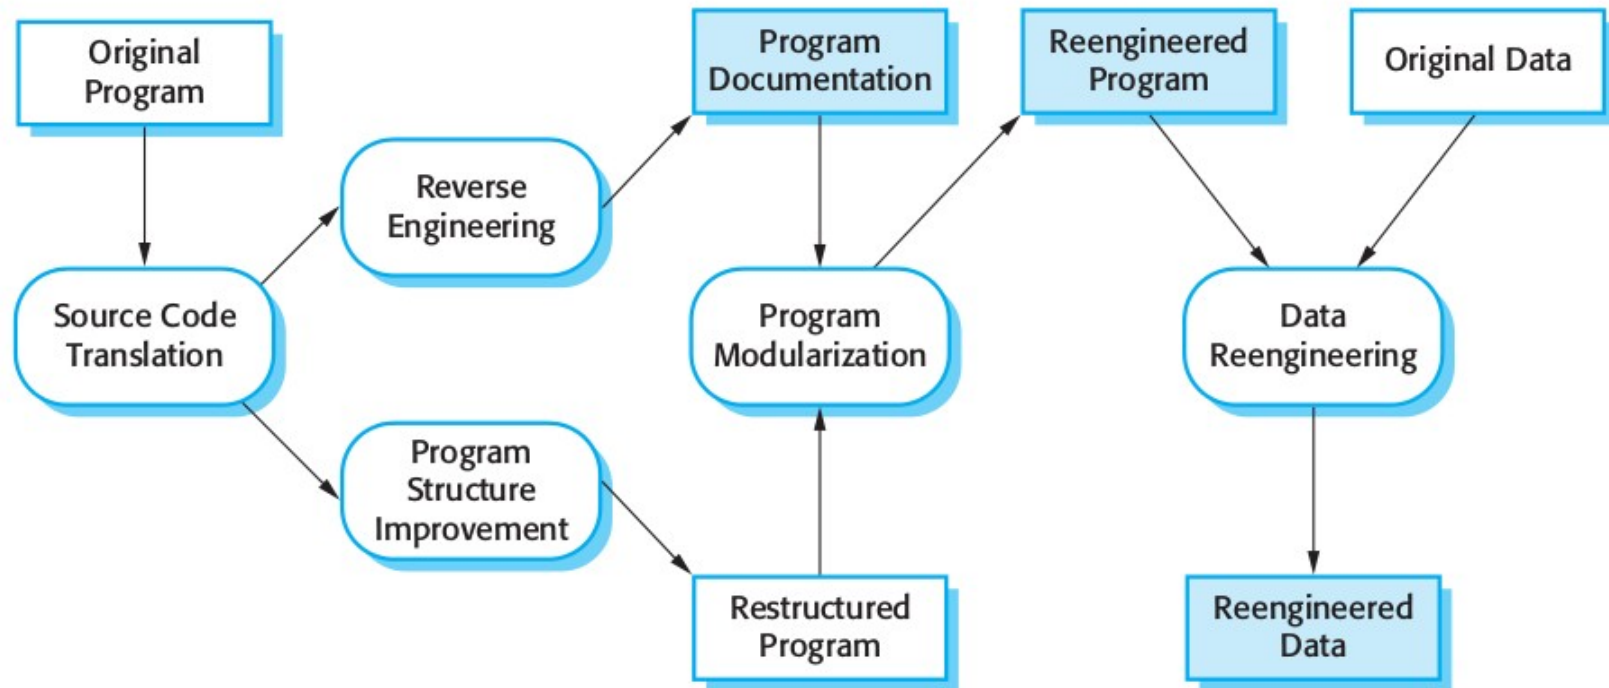 Original
Program
Program
Documentation
Reengineered
Program
Original Data
Reverse
Engineering
Source Code
Translation
Program
Modularization
Data
Reengineering
Program
Structure
Improvement
Restructured
Program
Reengineered
Data